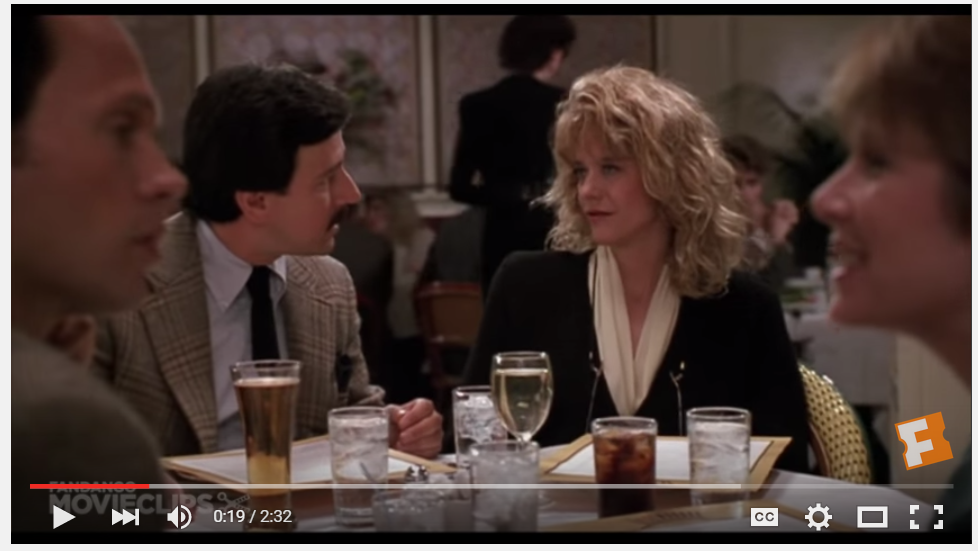 F
FANDANGO
MOVIECLIPS
0:19 / 2:32
CC